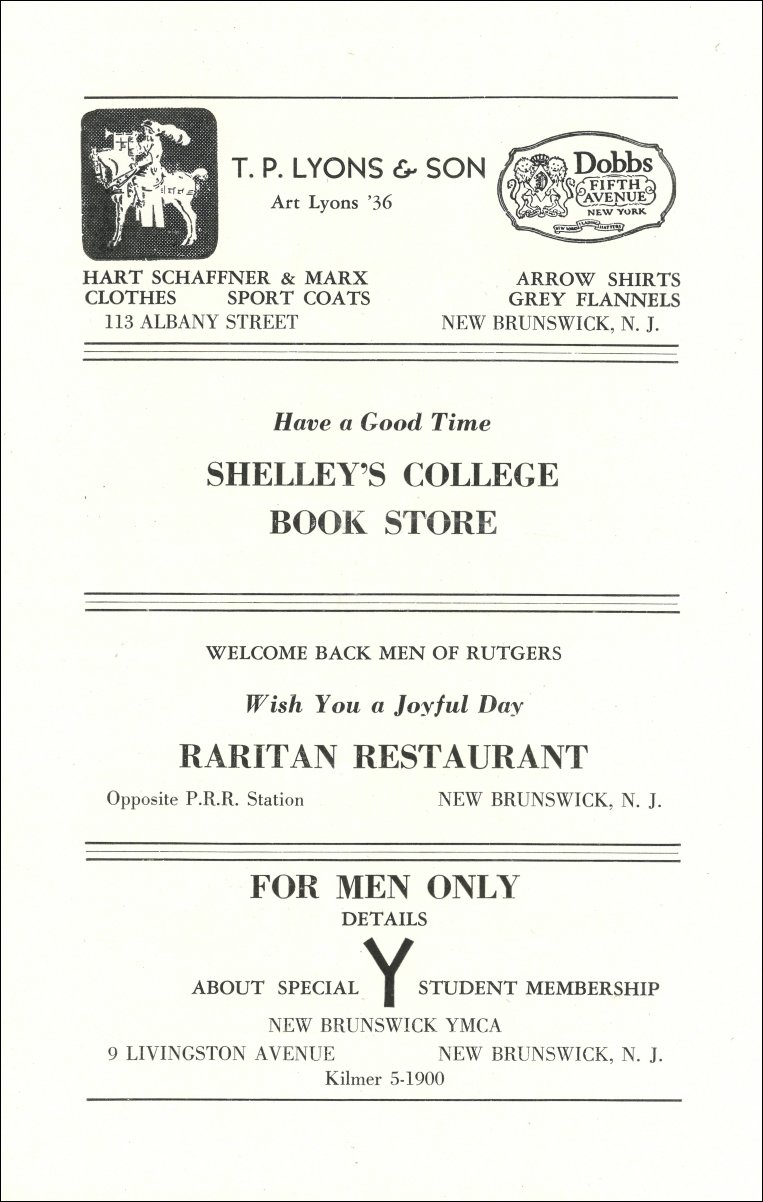 T. P. LYONS & SON
Art Lyons '36
Dobbs
FIFTH
AVENUE
NEW YORK
HART SCHAFFNER & MARX
CLOTHES SPORT COATS
113 ALBANY STREET
ARROW SHIRTS
GREY FLANNELS
NEW BRUNSWICK, N. J.
Have a Good Time
SHELLEY'S COLLEGE
BOOK STORE
WELCOME BACK MEN OF RUTGERS
Wish You a Joyful Day
RARITAN RESTAURANT
Opposite P.R.R. Station NEW BRUNSWICK, N. J.
FOR MEN ONLY
DETAILS
ABOUT SPECIAL Y STUDENT MEMBERSHIP
NEW BRUNSWICK YMCA
9 LIVINGSTON AVENUE NEW BRUNSWICK, N. J.
Kilmer 5-1900